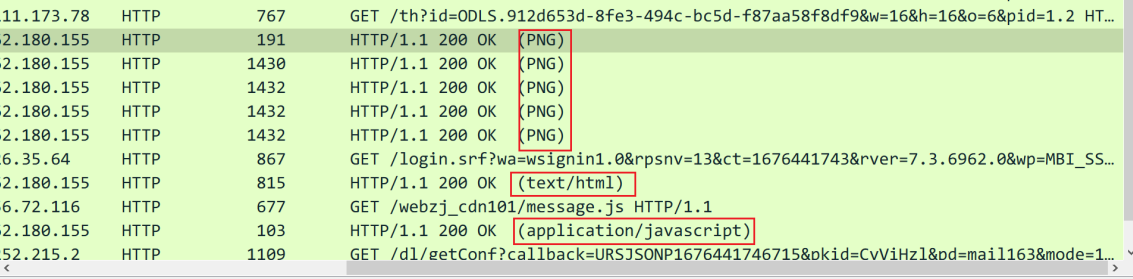 11.173.78 HTTP 767 GET /th?id=ODLS.912d653d-8fe3-494c-bc5d-f87aa58f8df9&w=16&h=16&o=6&pid=1.2 HT...
52.180.155 HTTP 191 HTTP/1.1 200 OK (PNG)
52.180.155 HTTP 1430 HTTP/1.1 200 OK (PNG)
52.180.155 HTTP 1432 HTTP/1.1 200 OK (PNG)
52.180.155 HTTP 1432 HTTP/1.1 200 OK (PNG)
52.180.155 HTTP 1432 HTTP/1.1 200 OK (PNG)
26.35.64 HTTP 867 GET /login.srf?wa=wsignin1.0&rpsnv=13&ct=1676441743&rver=7.3.6962.0&wp=MBI_SS...
52.180.155 HTTP 815 HTTP/1.1 200 OK (text/html)
56.72.116 HTTP 677 GET /webzj_cdn101/message.js HTTP/1.1
52.180.155 HTTP 103 HTTP/1.1 200 OK (application/javascript)
252.215.2 HTTP 1109 GET /dl/getConf?callback=URSJSONP1676441746715&pkid=CvViHzl&pd=mail163&mode=1...